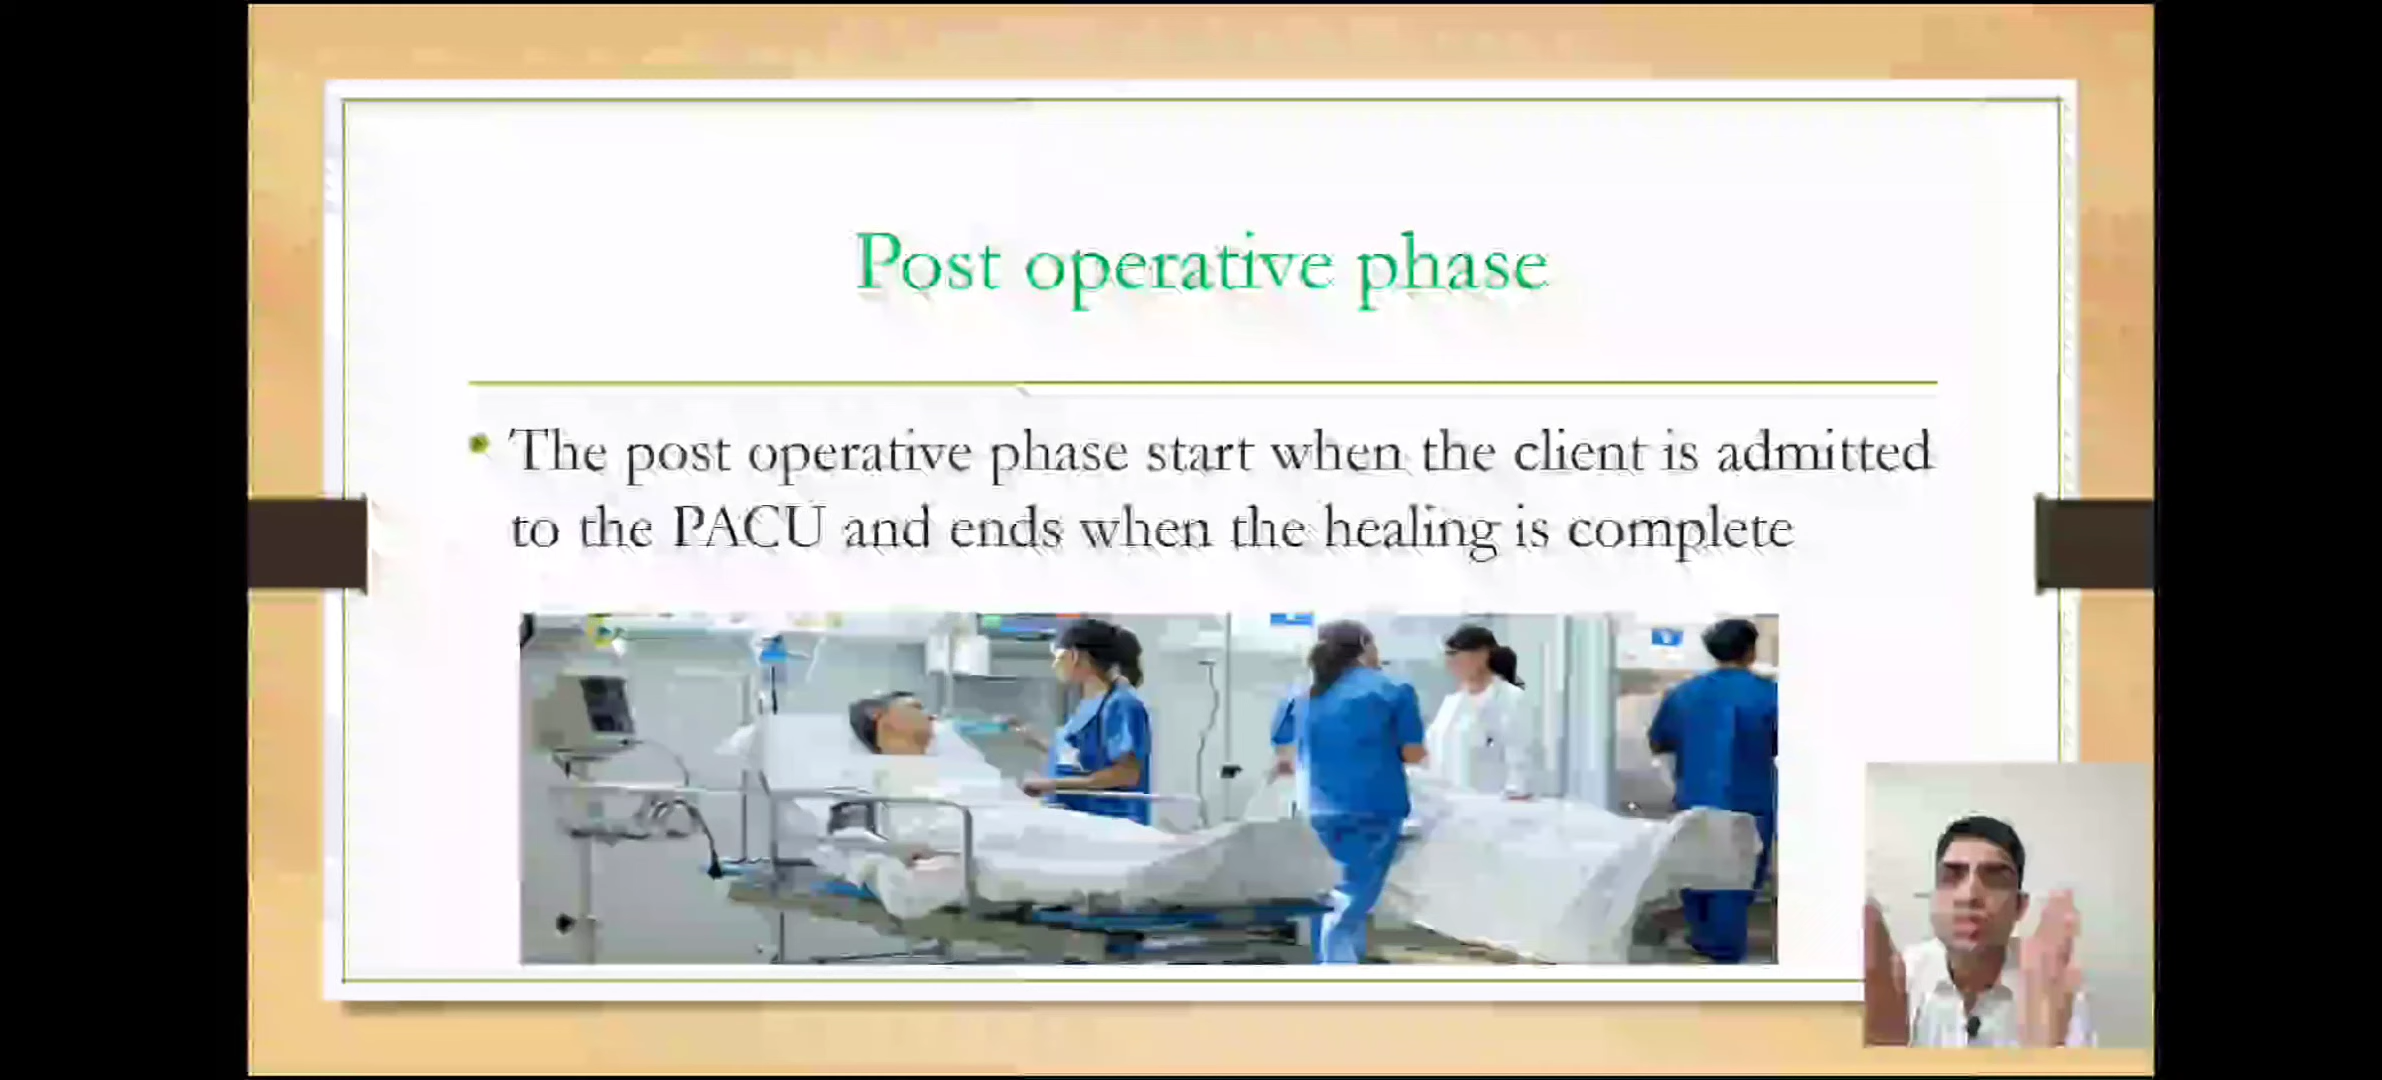 Post operative phase
The post operative phase start when the client is admitted
to the PACU and ends when the healing is complete